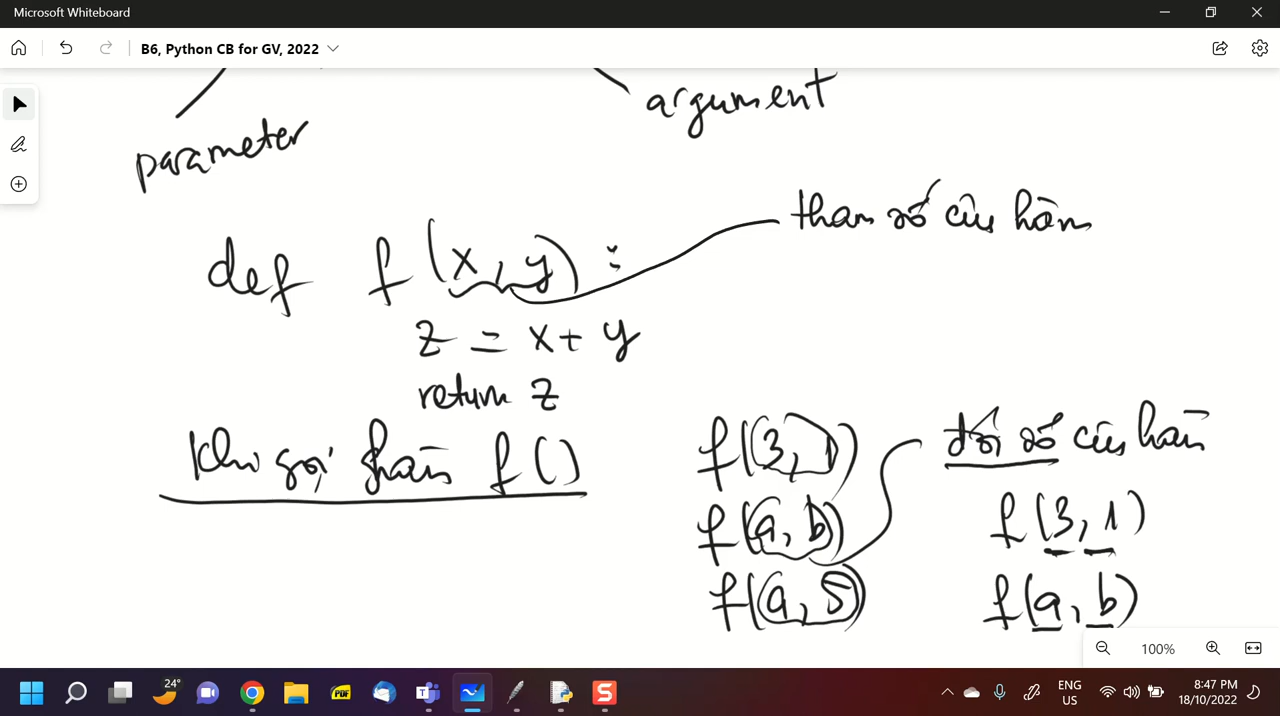 Microsoft Whiteboard
B6, Python CB for GV, 2022
parameter
argument
def f(x, y) :
tham số của hàm
z = x + y
return z
Khi gọi hàm f()
f(3, 1)
f(a, b)
f(a, 5)
đối số của hàm
f(3, 1)
f(a, b)
100%
24°
PDF
S
ENG
US
8:47 PM
18/10/2022